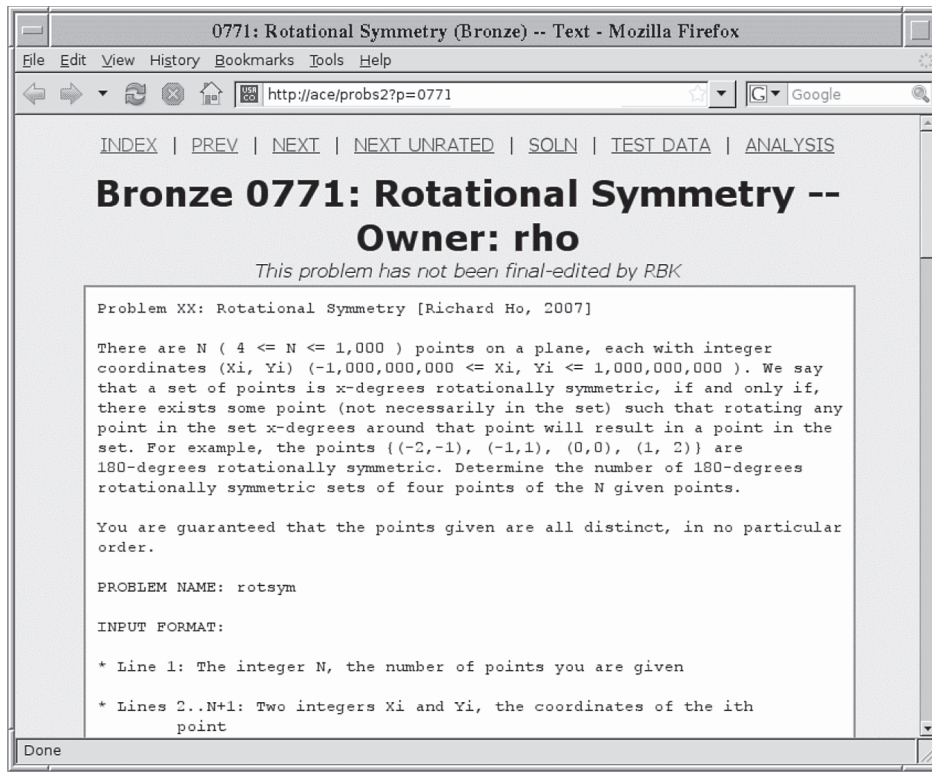 0771: Rotational Symmetry (Bronze) -- Text - Mozilla Firefox
File Edit View History Bookmarks Tools Help
USA CO http://ace/probs2?p=0771 G Google
INDEX | PREV | NEXT | NEXT UNRATED | SOLN | TEST DATA | ANALYSIS
Bronze 0771: Rotational Symmetry --
Owner: rho
This problem has not been final-edited by RBK
Problem XX: Rotational Symmetry [Richard Ho, 2007]
There are N ( 4 <= N <= 1,000 ) points on a plane, each with integer
coordinates (Xi, Yi) (-1,000,000,000 <= Xi, Yi <= 1,000,000,000 ). We say
that a set of points is x-degrees rotationally symmetric, if and only if,
there exists some point (not necessarily in the set) such that rotating any
point in the set x-degrees around that point will result in a point in the
set. For example, the points {(-2,-1), (-1,1), (0,0), (1, 2)} are
180-degrees rotationally symmetric. Determine the number of 180-degrees
rotationally symmetric sets of four points of the N given points.
You are guaranteed that the points given are all distinct, in no particular
order.
PROBLEM NAME: rotsym
INPUT FORMAT:
* Line 1: The integer N, the number of points you are given
* Lines 2..N+1: Two integers Xi and Yi, the coordinates of the ith
point
Done